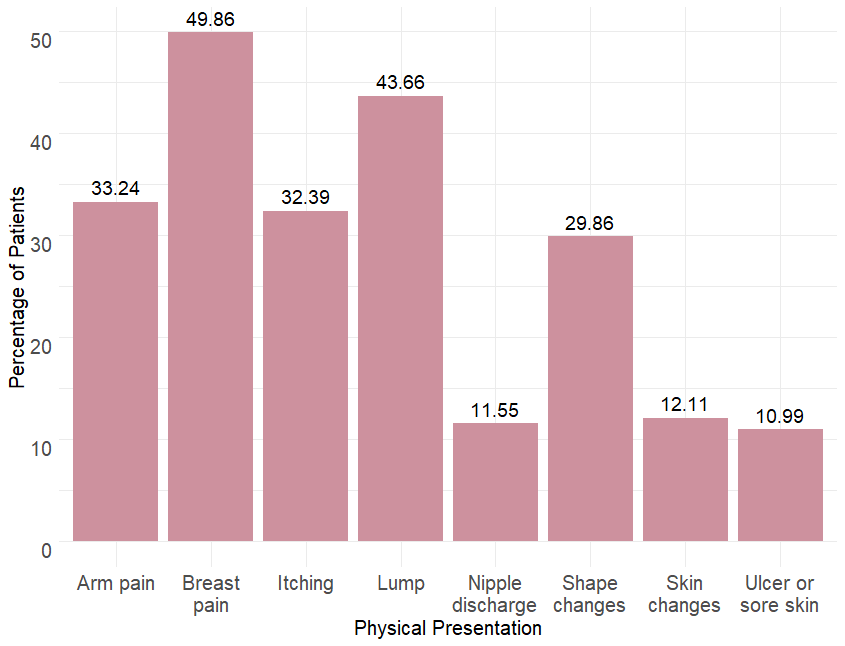 49.86
50
43.66
40
33.24
32.39
30
29.86
20
12.11
11.55
10.99
10
0
Percentage of Patients
Arm pain
Breast
pain
Itching
Lump
Nipple
discharge
Shape
changes
Skin
changes
Ulcer or
sore skin
Physical Presentation